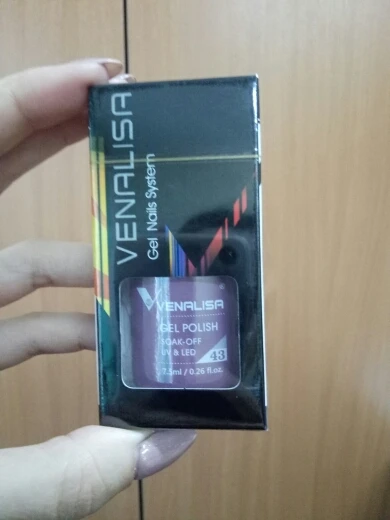 VENALISA
Gel Nails System
VENALISA®
GEL POLISH
SOAK-OFF
UV & LED
43
7.5ml / 0.26 fl.oz.